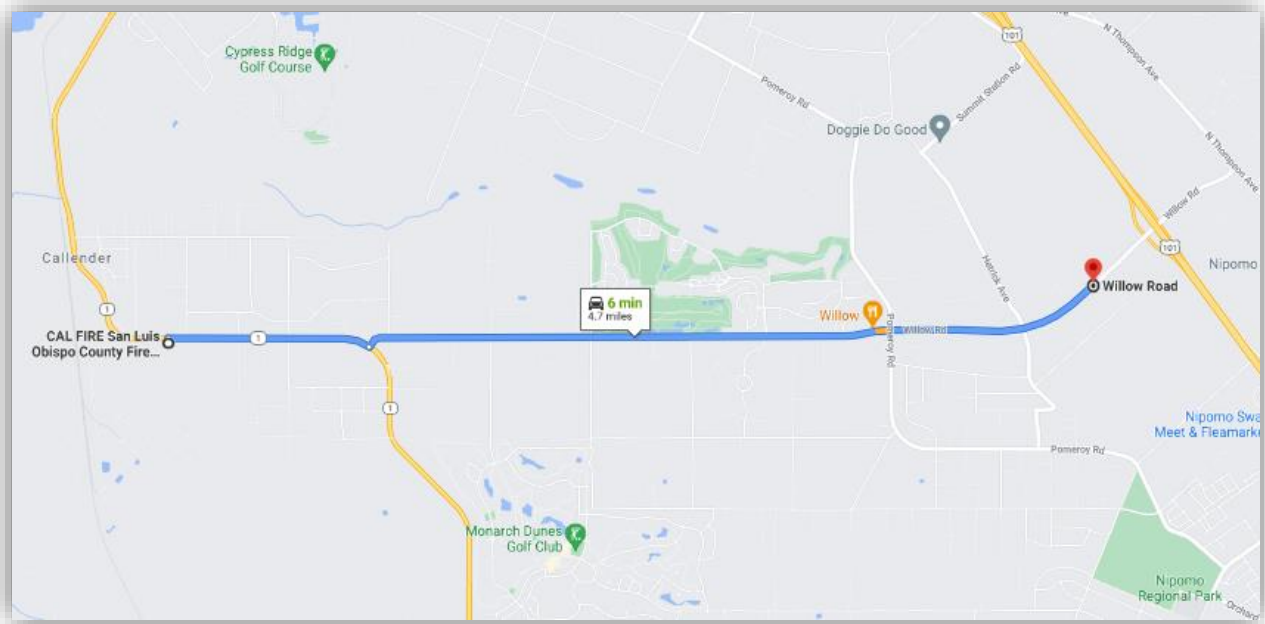 101
N Thompson Ave
Cypress Ridge
Golf Course
Pomeroy Rd
Summit Station Rd
Doggie Do Good
N Thompson Ave
Willow Rd
101
Callender
Nipomo
Hetrick Ave
Willow Road
6 min
4.7 miles
1
Willow
CAL FIRE San Luis
Obispo County Fire...
1
Willow Rd
Pomeroy Rd
1
Nipomo Swa
Meet & Fleamarke
Pomeroy Rd
Monarch Dunes
Golf Club
Nipomo
Regional Park
Orchard